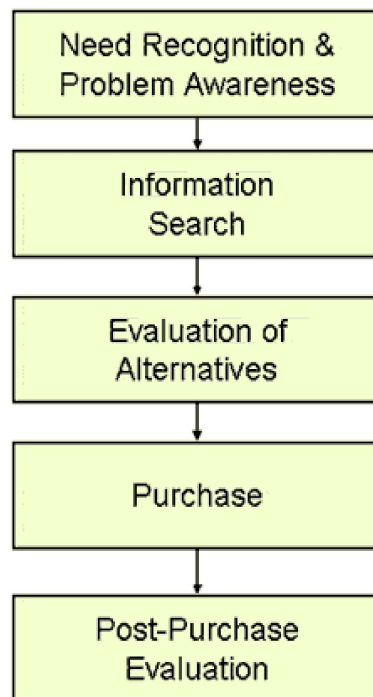 Need Recognition &
Problem Awareness
Information
Search
Evaluation of
Alternatives
Purchase
Post-Purchase
Evaluation